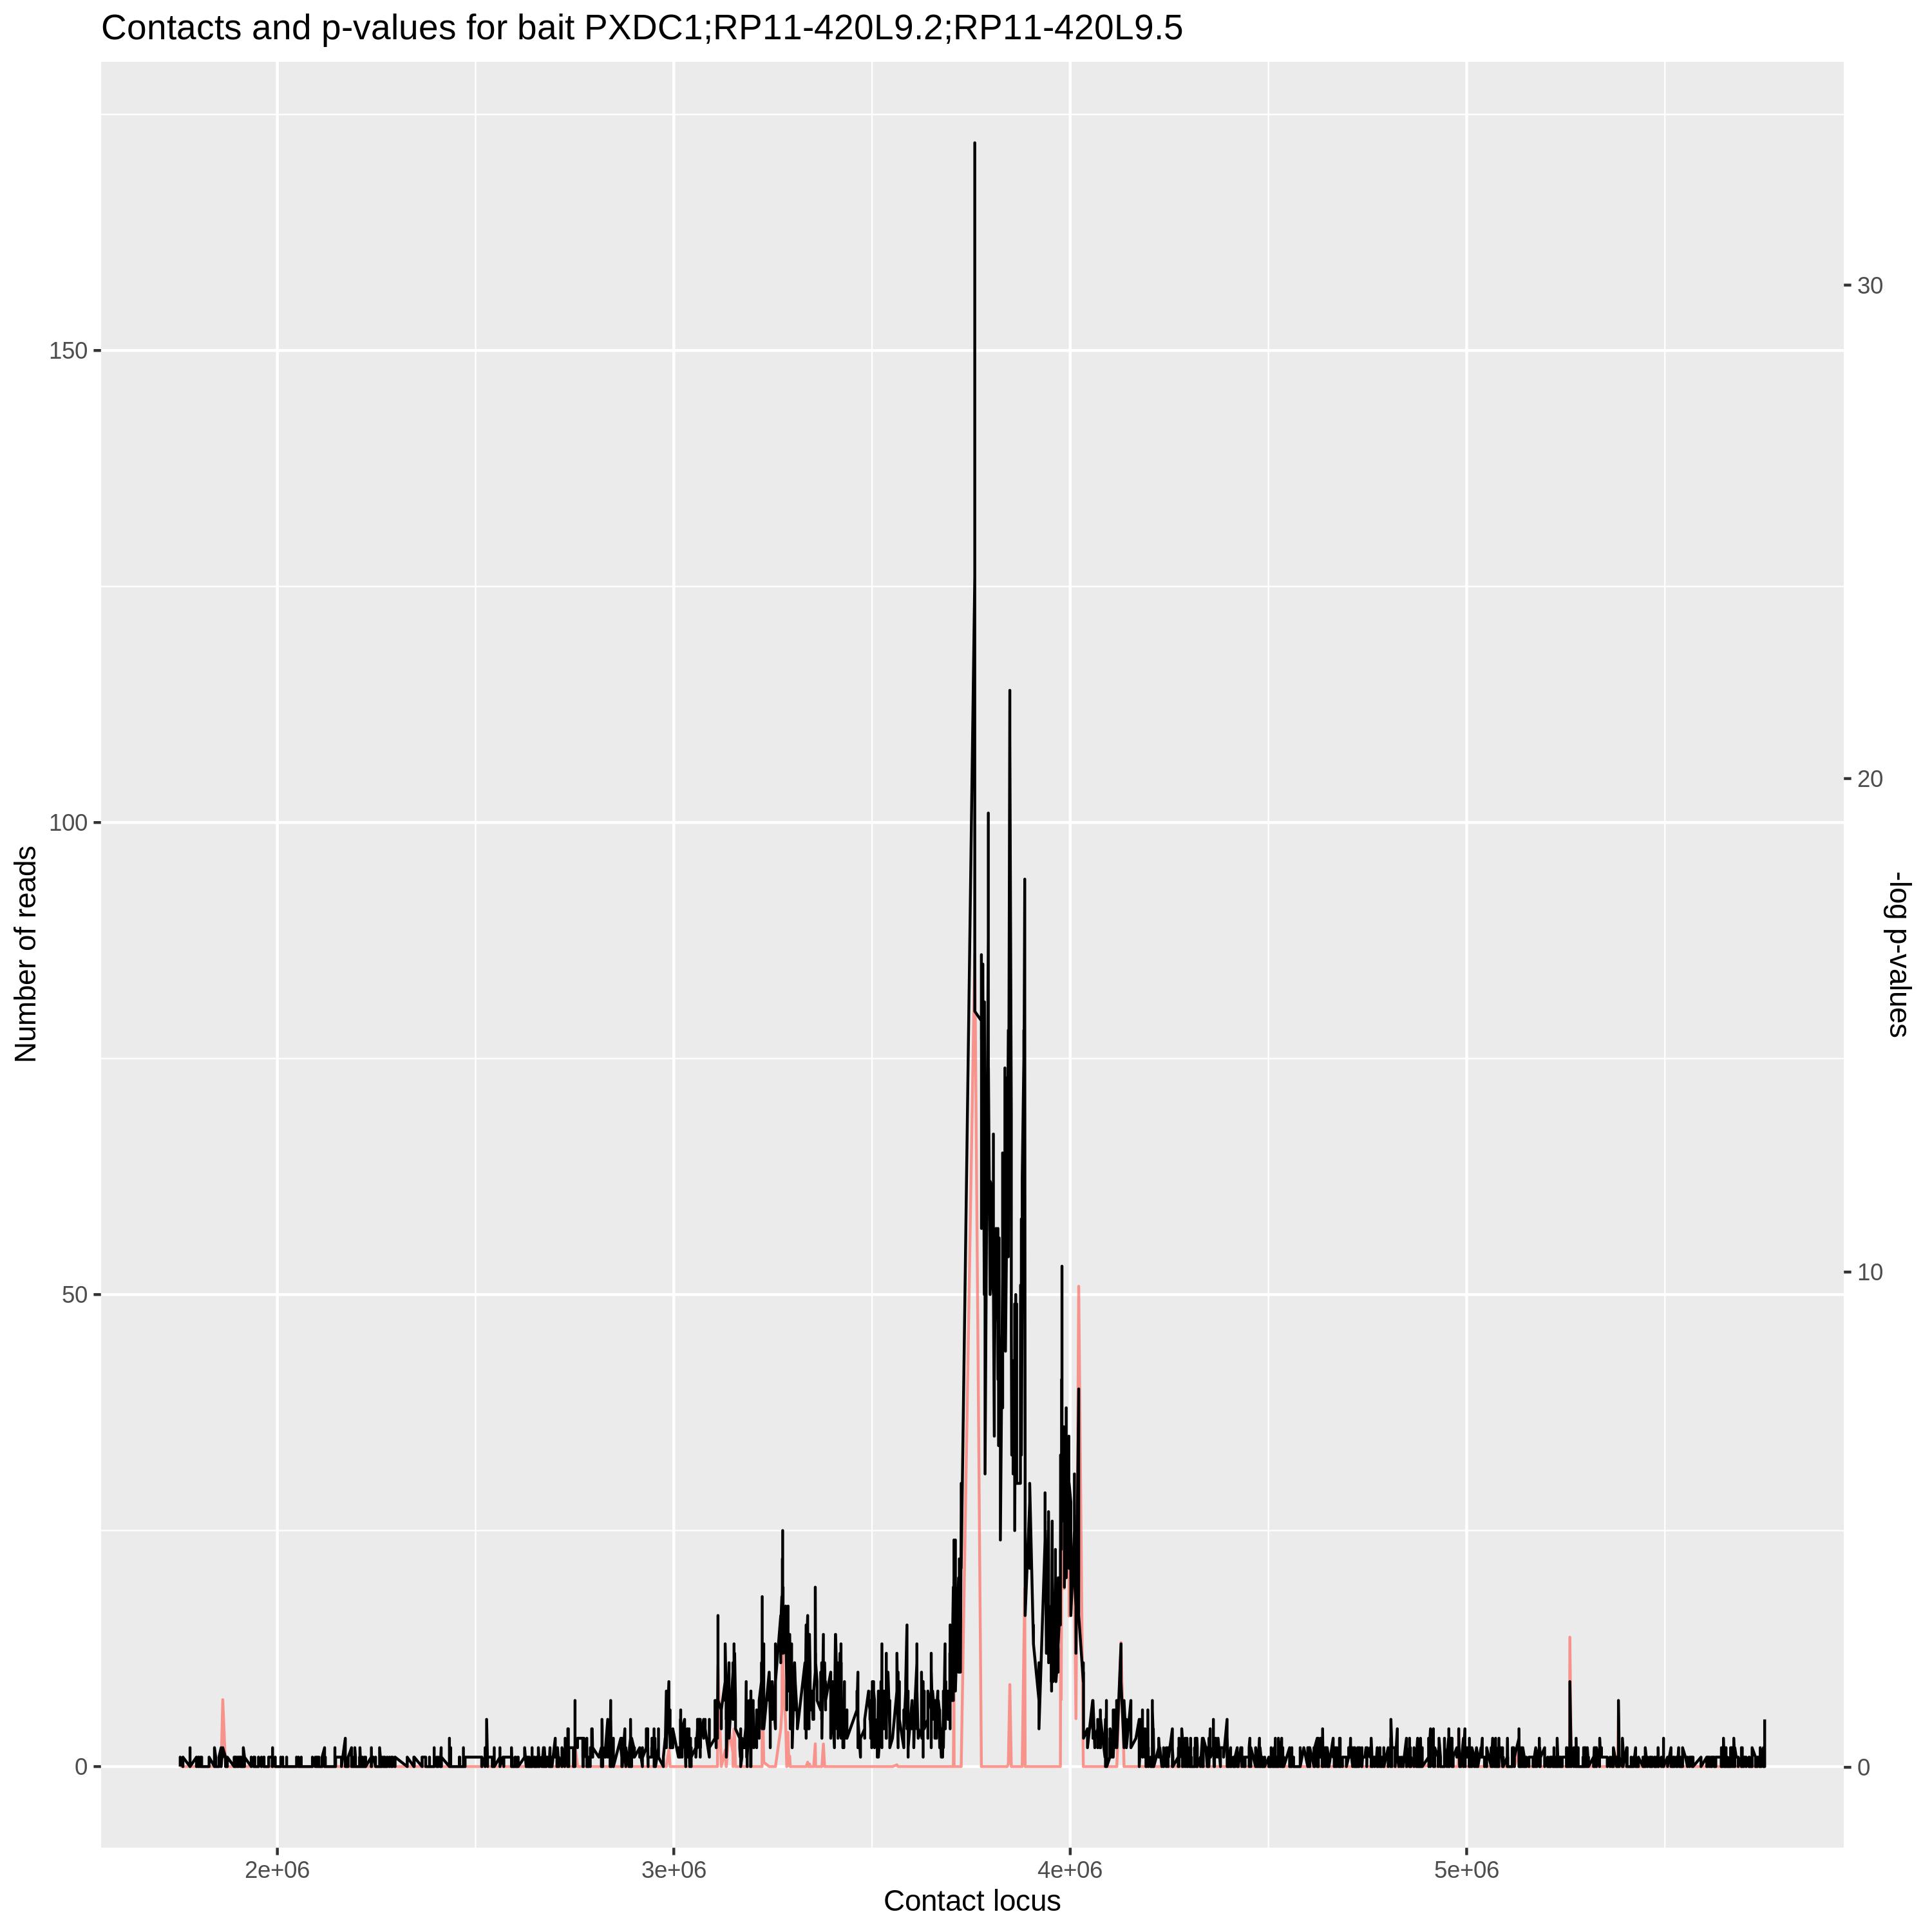 Contacts and p-values for bait PXDC1;RP11-420L9.2;RP11-420L9.5
Number of reads
150
100
50
0
30
20
10
0
-log p-values
2e+06
3e+06
4e+06
5e+06
Contact locus